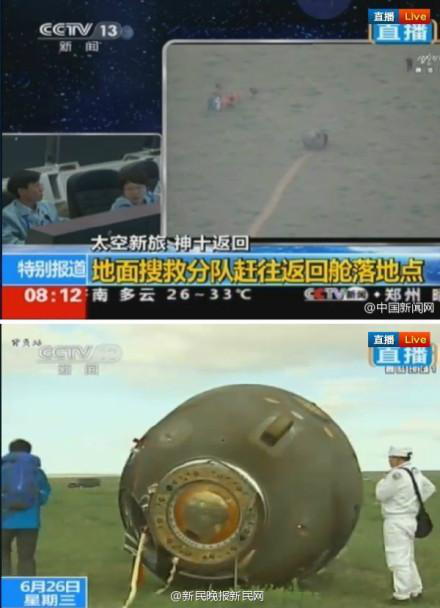 CCTV 13
新闻
直播 Live
直播
太空新旅 神十返回
特别报道
地面搜救分队赶往返回舱落地点
08:12
南 多云 26～33℃
CCTV 新闻·郑州
@中国新闻网
CCTV
新闻
直播 Live
直播
6月26日
星期三
@新民晚报新民网